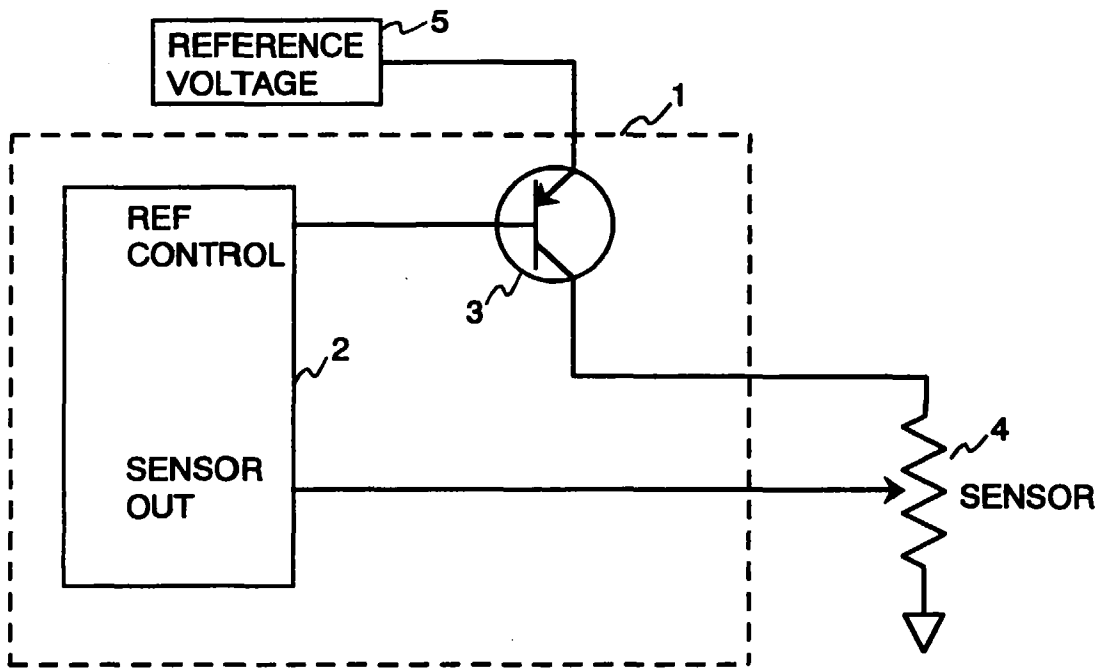 5
REFERENCE
VOLTAGE
1
REF
CONTROL
3
2
4
SENSOR
OUT
SENSOR